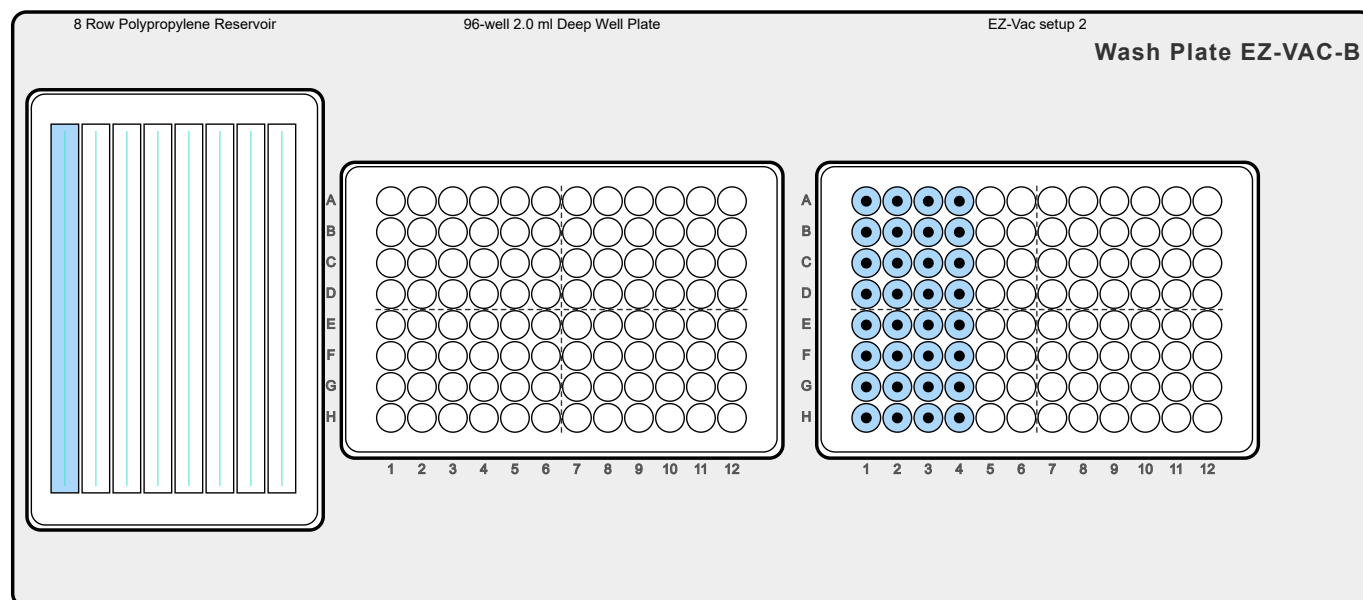 8 Row Polypropylene Reservoir
96-well 2.0 ml Deep Well Plate
EZ-Vac setup 2
Wash Plate EZ-VAC-B
A
B
C
D
E
F
G
H
1 2 3 4 5 6 7 8 9 10 11 12
A
B
C
D
E
F
G
H
1 2 3 4 5 6 7 8 9 10 11 12